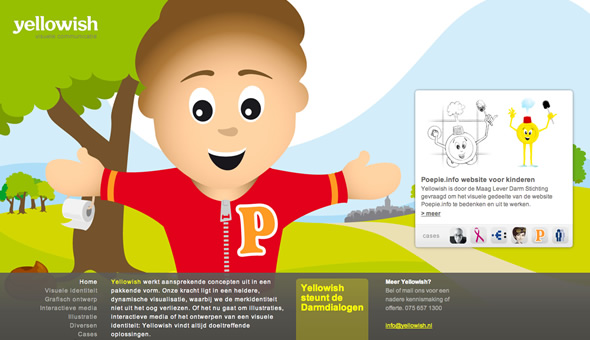 yellowish
visuele communicatie
P
Poepie.info website voor kinderen
Yellowish is door de Maag Lever Darm Stichting
gevraagd om het visuele gedeelte van de website
Poepie.info te bedenken en uit te werken.
> meer
cases
P
Home
Visuele identiteit
Grafisch ontwerp
Interactieve media
Illustratie
Diversen
Cases
Yellowish werkt aansprekende concepten uit in een
pakkende vorm. Onze kracht ligt in een heldere,
dynamische visualisatie, waarbij we de merkidentiteit
niet uit het oog verliezen. Of het nu gaat om illustraties,
interactieve media of het ontwerpen van een visuele
identiteit: Yellowish vindt altijd doeltreffende
oplossingen.
Yellowish
steunt de
Darmdialogen
Meer Yellowish?
Bel of mail ons voor een
nadere kennismaking of
offerte. 075 687 1300
info@yellowish.nl